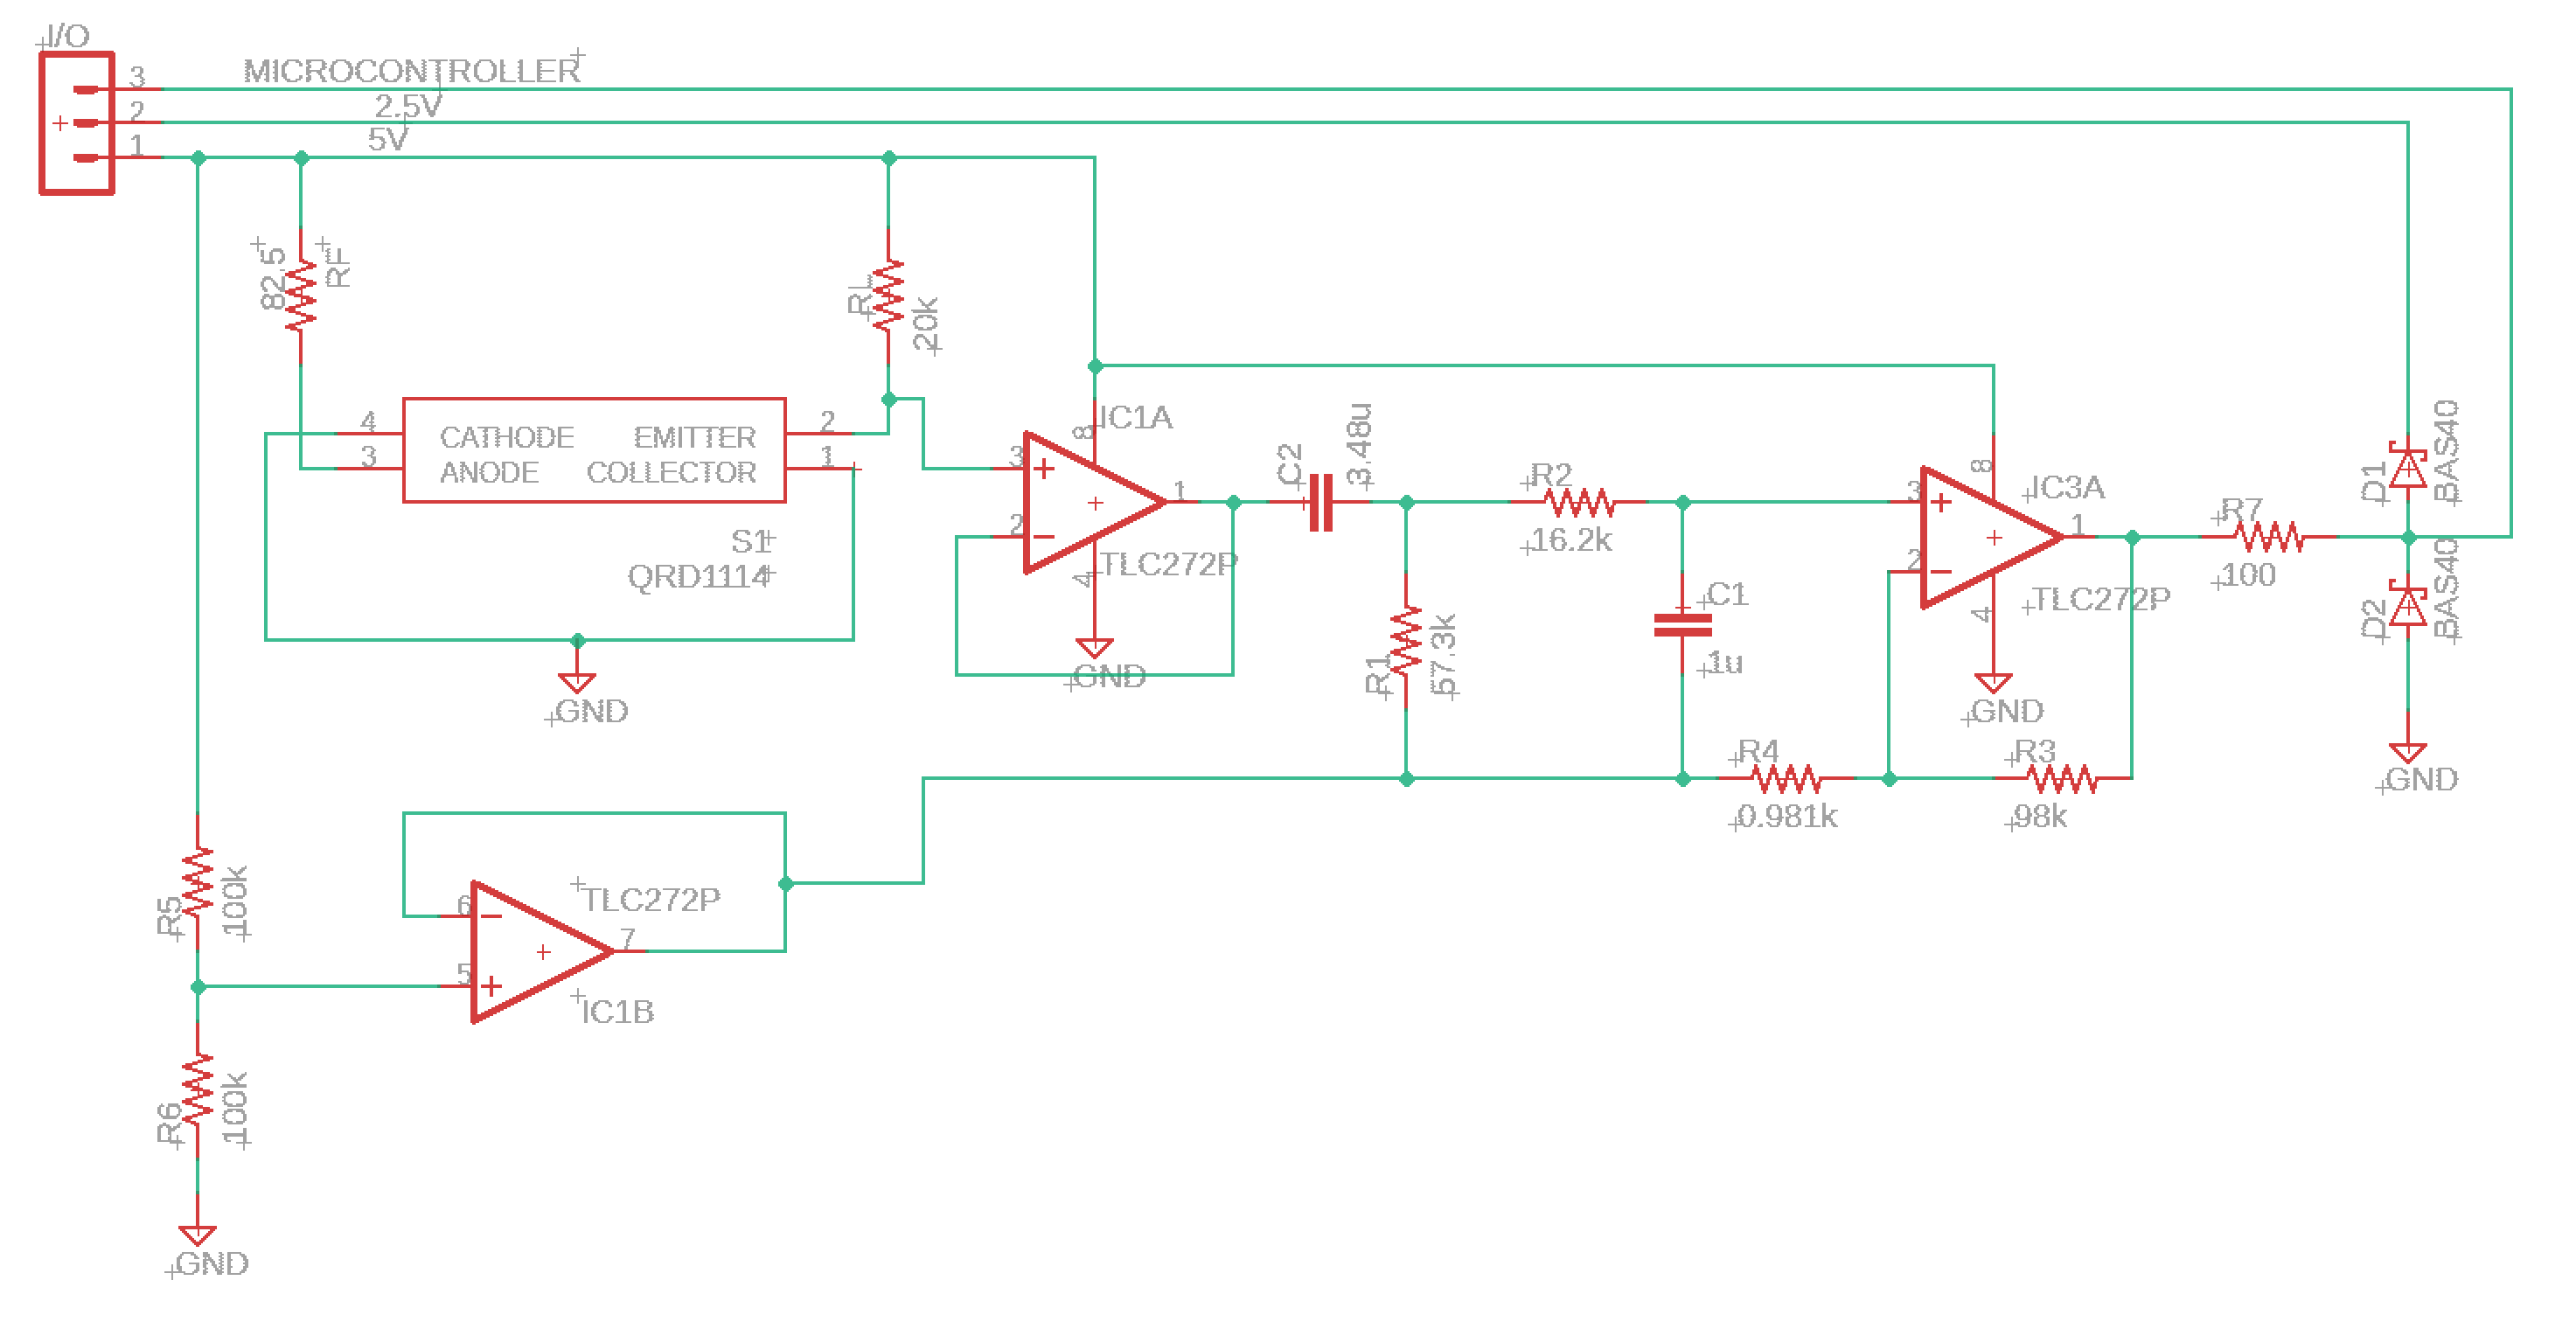 I/O
3
MICROCONTROLLER
2
2.5V
1
5V
82.5
RF
RL
20k
4
CATHODE
EMITTER
2
3
ANODE
COLLECTOR
1
S1
QRD1114
GND
IC1A
8
3
2
1
4
TLC272P
GND
C2
3.48u
R2
16.2k
R1
57.3k
C1
1u
IC3A
8
3
2
1
4
TLC272P
GND
R7
100
D1
BAS40
D2
BAS40
GND
R4
0.981k
R3
98k
R5
100k
6
TLC272P
7
5
IC1B
R6
100k
GND